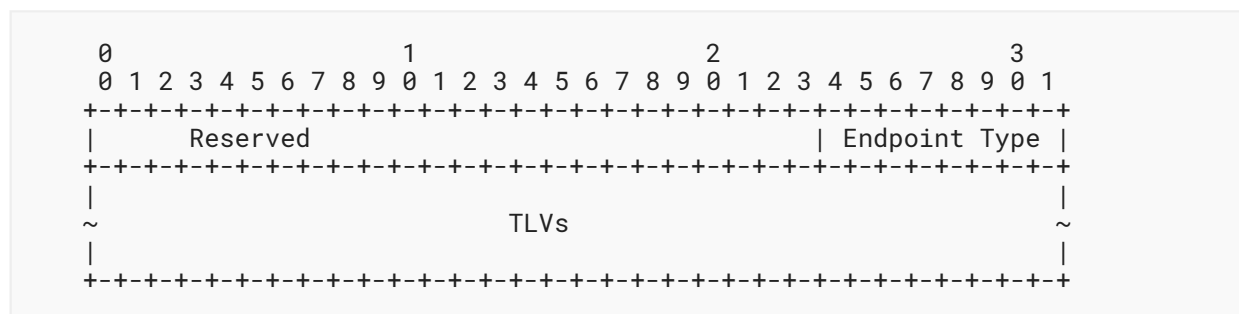 0                   1                   2                   3
 0 1 2 3 4 5 6 7 8 9 0 1 2 3 4 5 6 7 8 9 0 1 2 3 4 5 6 7 8 9 0 1
+-+-+-+-+-+-+-+-+-+-+-+-+-+-+-+-+-+-+-+-+-+-+-+-+-+-+-+-+-+-+-+-+
|      Reserved                                 | Endpoint Type |
+-+-+-+-+-+-+-+-+-+-+-+-+-+-+-+-+-+-+-+-+-+-+-+-+-+-+-+-+-+-+-+-+
|                                                               |
~                           TLVs                                ~
|                                                               |
+-+-+-+-+-+-+-+-+-+-+-+-+-+-+-+-+-+-+-+-+-+-+-+-+-+-+-+-+-+-+-+-+